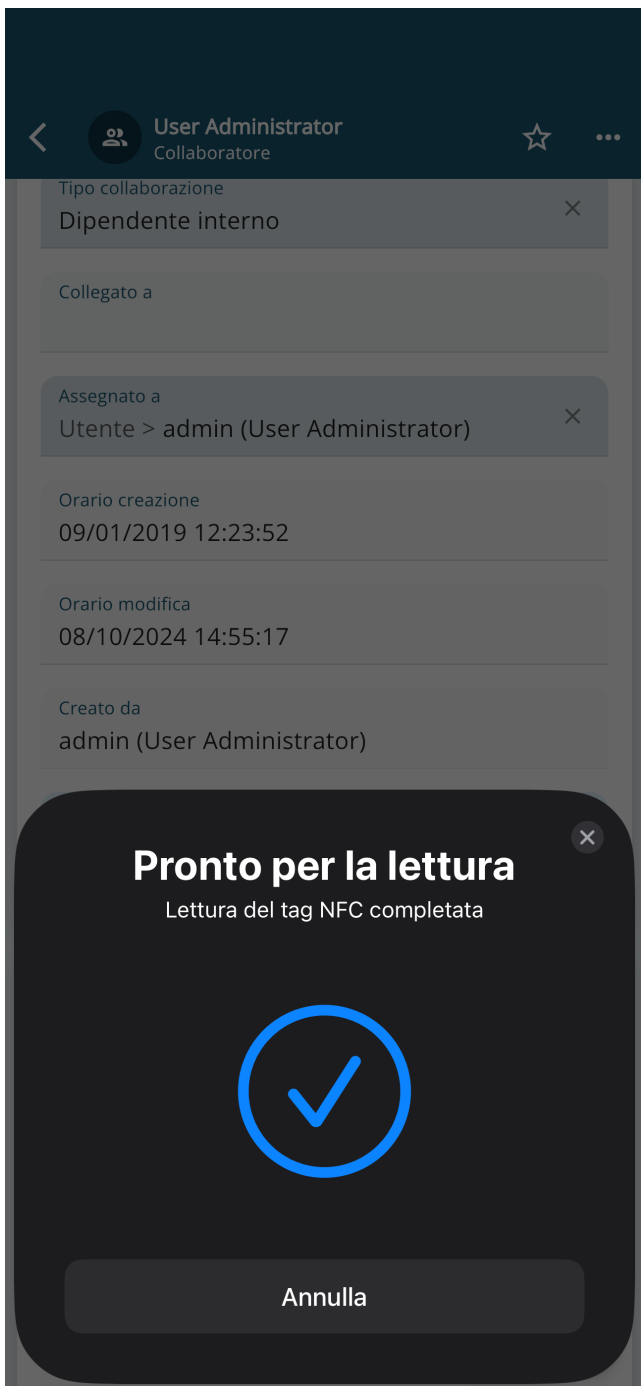 User Administrator
Collaboratore
Tipo collaborazione
Dipendente interno
Collegato a
Assegnato a
Utente > admin (User Administrator)
Orario creazione
09/01/2019 12:23:52
Orario modifica
08/10/2024 14:55:17
Creato da
admin (User Administrator)
Pronto per la lettura
Lettura del tag NFC completata
Annulla